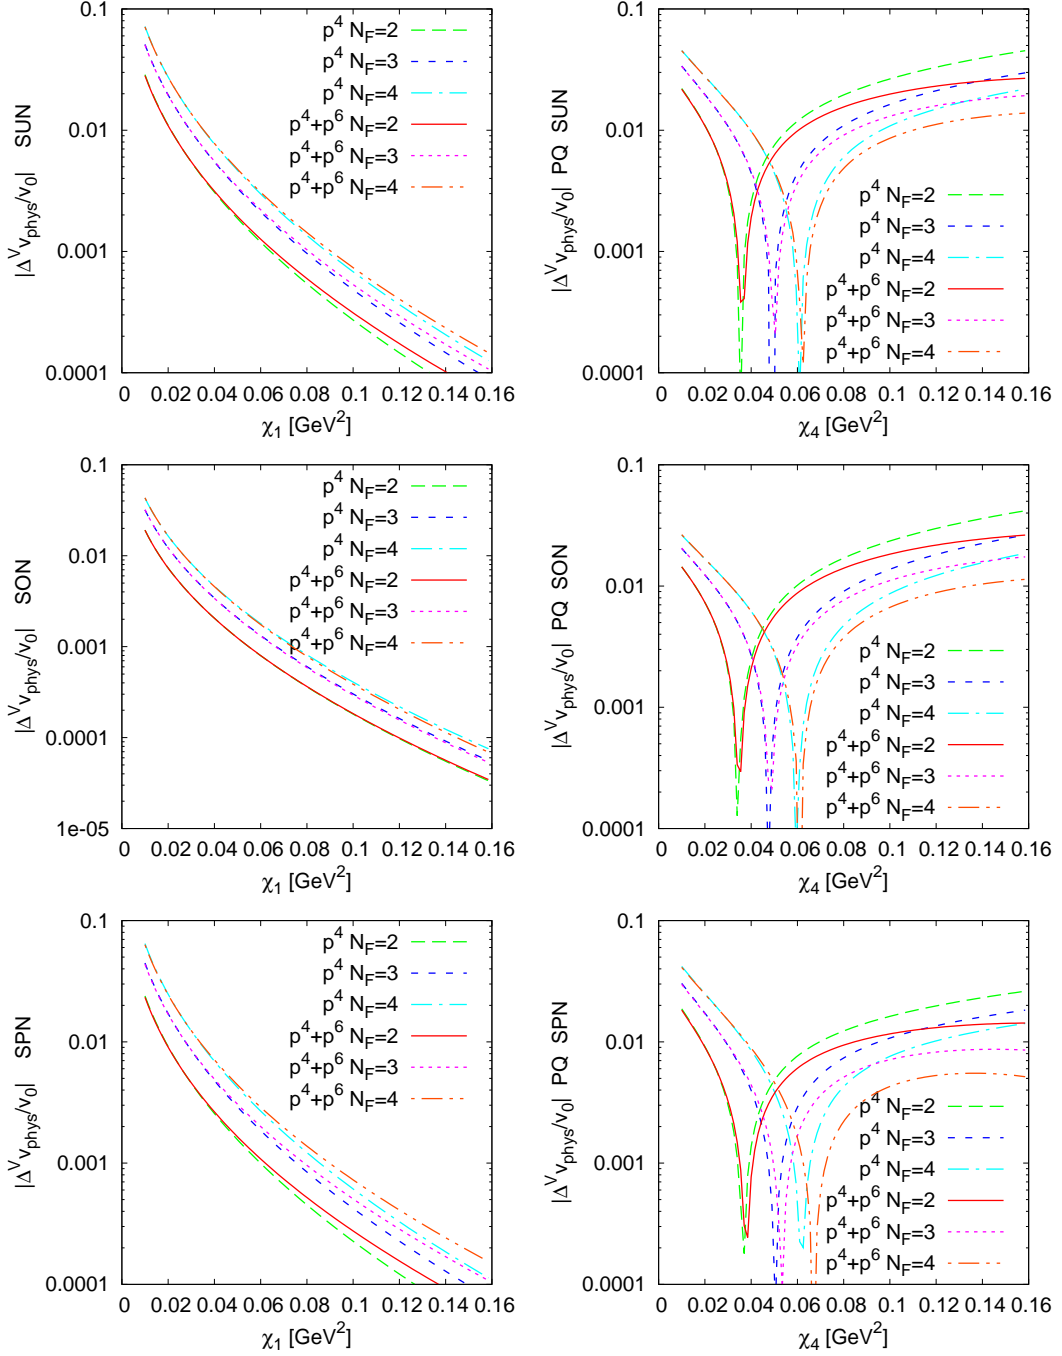 0.1
0.01
0.001
0.0001
|Δ^V v_phys/v_0| SUN
p^4 N_F=2
p^4 N_F=3
p^4 N_F=4
p^4+p^6 N_F=2
p^4+p^6 N_F=3
p^4+p^6 N_F=4
0 0.02 0.04 0.06 0.08 0.1 0.12 0.14 0.16
χ_1 [GeV^2]
0.1
0.01
0.001
0.0001
|Δ^V v_phys/v_0| PQ SUN
p^4 N_F=2
p^4 N_F=3
p^4 N_F=4
p^4+p^6 N_F=2
p^4+p^6 N_F=3
p^4+p^6 N_F=4
0 0.02 0.04 0.06 0.08 0.1 0.12 0.14 0.16
χ_4 [GeV^2]
0.1
0.01
0.001
0.0001
1e-05
|Δ^V v_phys/v_0| SON
p^4 N_F=2
p^4 N_F=3
p^4 N_F=4
p^4+p^6 N_F=2
p^4+p^6 N_F=3
p^4+p^6 N_F=4
0 0.02 0.04 0.06 0.08 0.1 0.12 0.14 0.16
χ_1 [GeV^2]
0.1
0.01
0.001
0.0001
|Δ^V v_phys/v_0| PQ SON
p^4 N_F=2
p^4 N_F=3
p^4 N_F=4
p^4+p^6 N_F=2
p^4+p^6 N_F=3
p^4+p^6 N_F=4
0 0.02 0.04 0.06 0.08 0.1 0.12 0.14 0.16
χ_4 [GeV^2]
0.1
0.01
0.001
0.0001
|Δ^V v_phys/v_0| SPN
p^4 N_F=2
p^4 N_F=3
p^4 N_F=4
p^4+p^6 N_F=2
p^4+p^6 N_F=3
p^4+p^6 N_F=4
0 0.02 0.04 0.06 0.08 0.1 0.12 0.14 0.16
χ_1 [GeV^2]
0.1
0.01
0.001
0.0001
|Δ^V v_phys/v_0| PQ SPN
p^4 N_F=2
p^4 N_F=3
p^4 N_F=4
p^4+p^6 N_F=2
p^4+p^6 N_F=3
p^4+p^6 N_F=4
0 0.02 0.04 0.06 0.08 0.1 0.12 0.14 0.16
χ_4 [GeV^2]